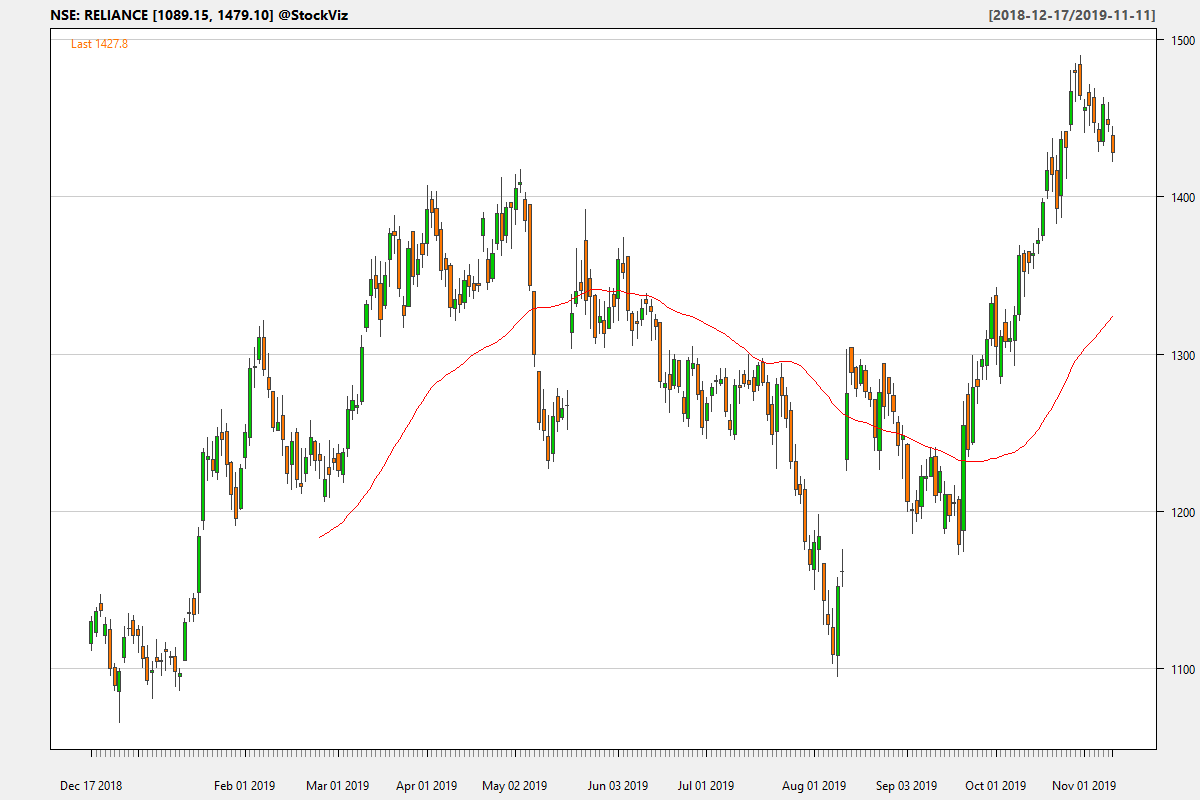 NSE: RELIANCE [1089.15, 1479.10] @StockViz
[2018-12-17/2019-11-11]
Last 1427.8
1500
1400
1300
1200
1100
Dec 17 2018
Feb 01 2019
Mar 01 2019
Apr 01 2019
May 02 2019
Jun 03 2019
Jul 01 2019
Aug 01 2019
Sep 03 2019
Oct 01 2019
Nov 01 2019